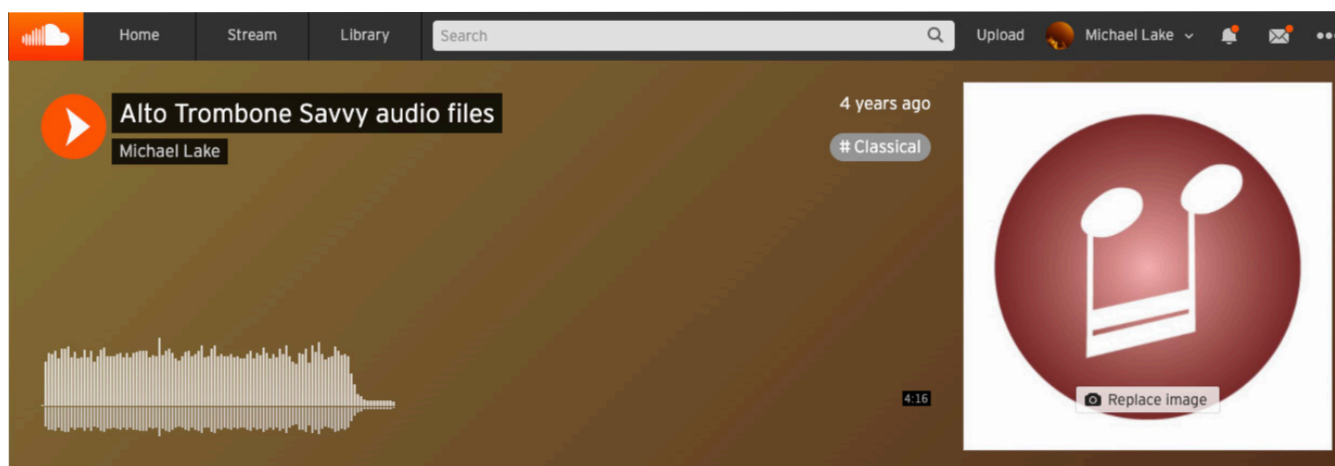 Home Stream Library Search Upload Michael Lake
Alto Trombone Savvy audio files
4 years ago
Michael Lake
# Classical
4:16
Replace image